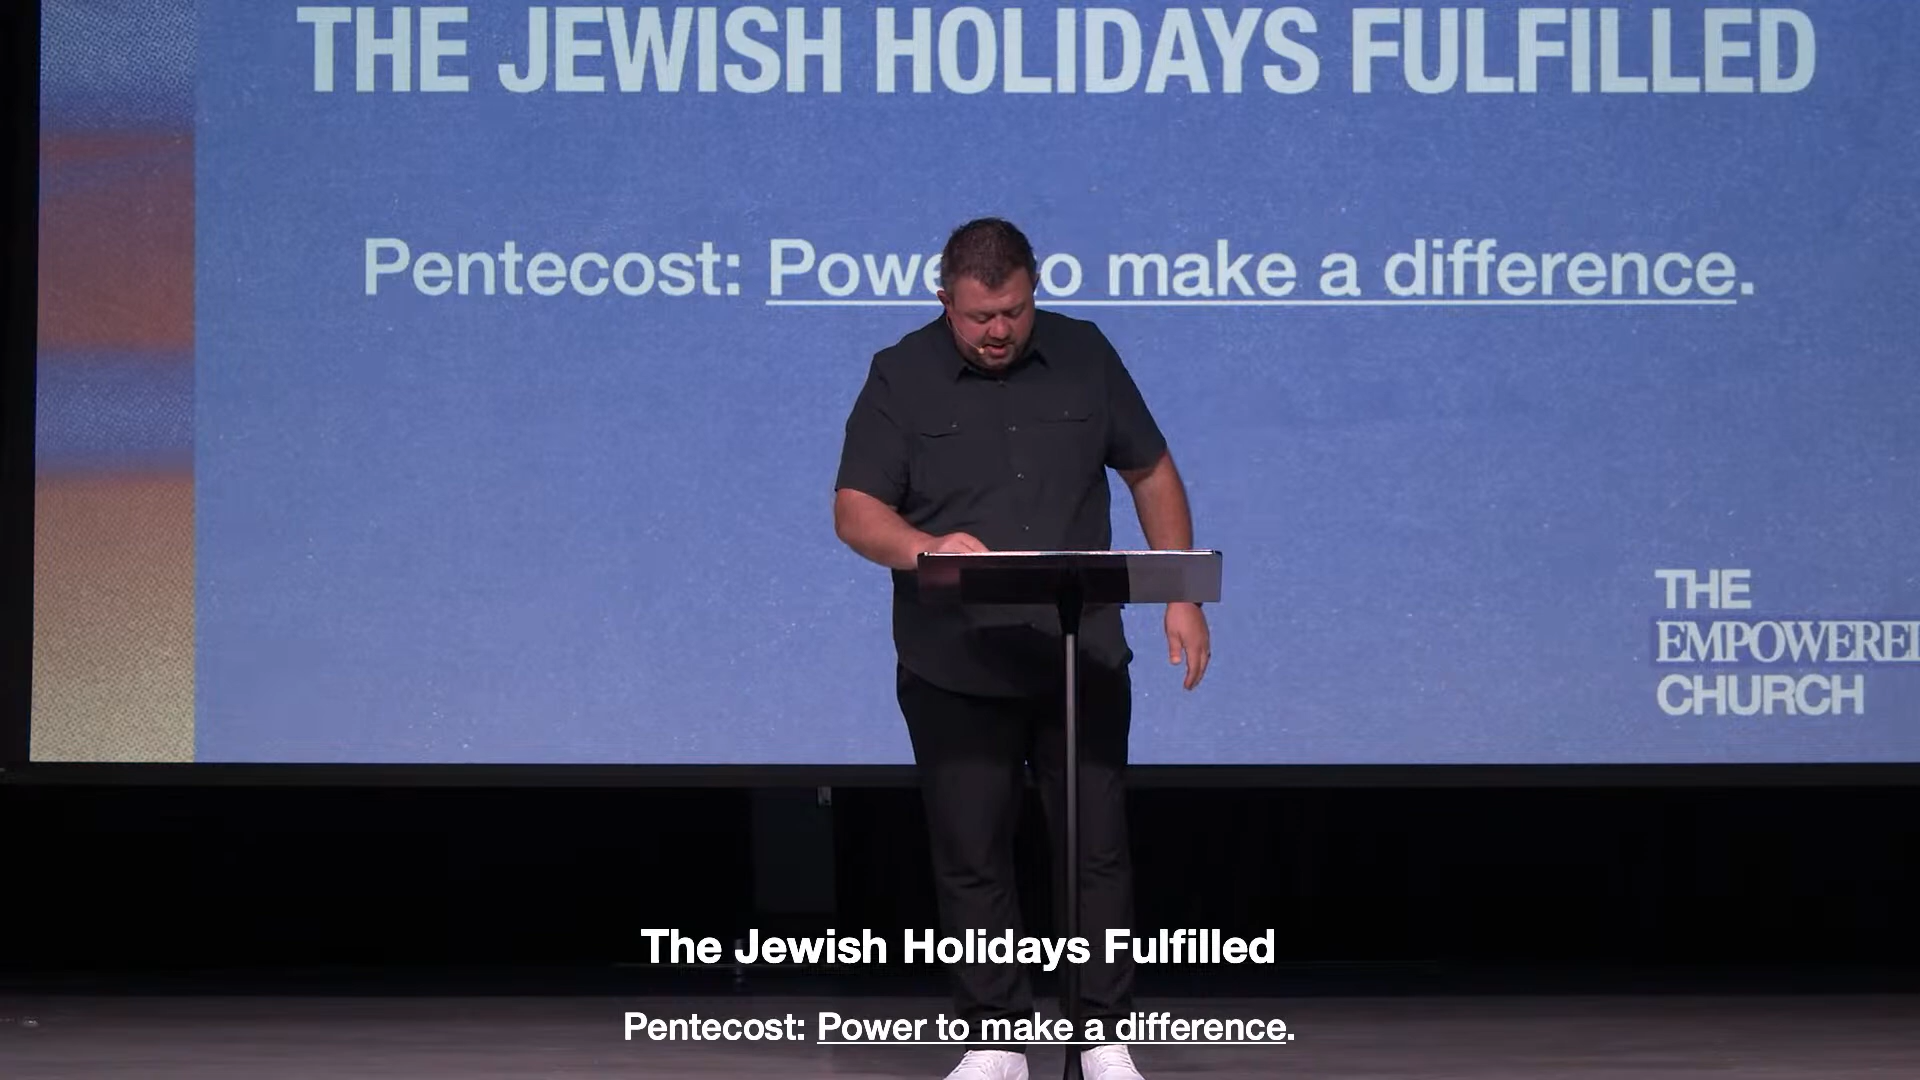 THE JEWISH HOLIDAYS FULFILLED
Pentecost: Powe o make a difference.
THE
EMPOWERE
CHURCH
The Jewish Holidays Fulfilled
Pentecost: Power to make a difference.